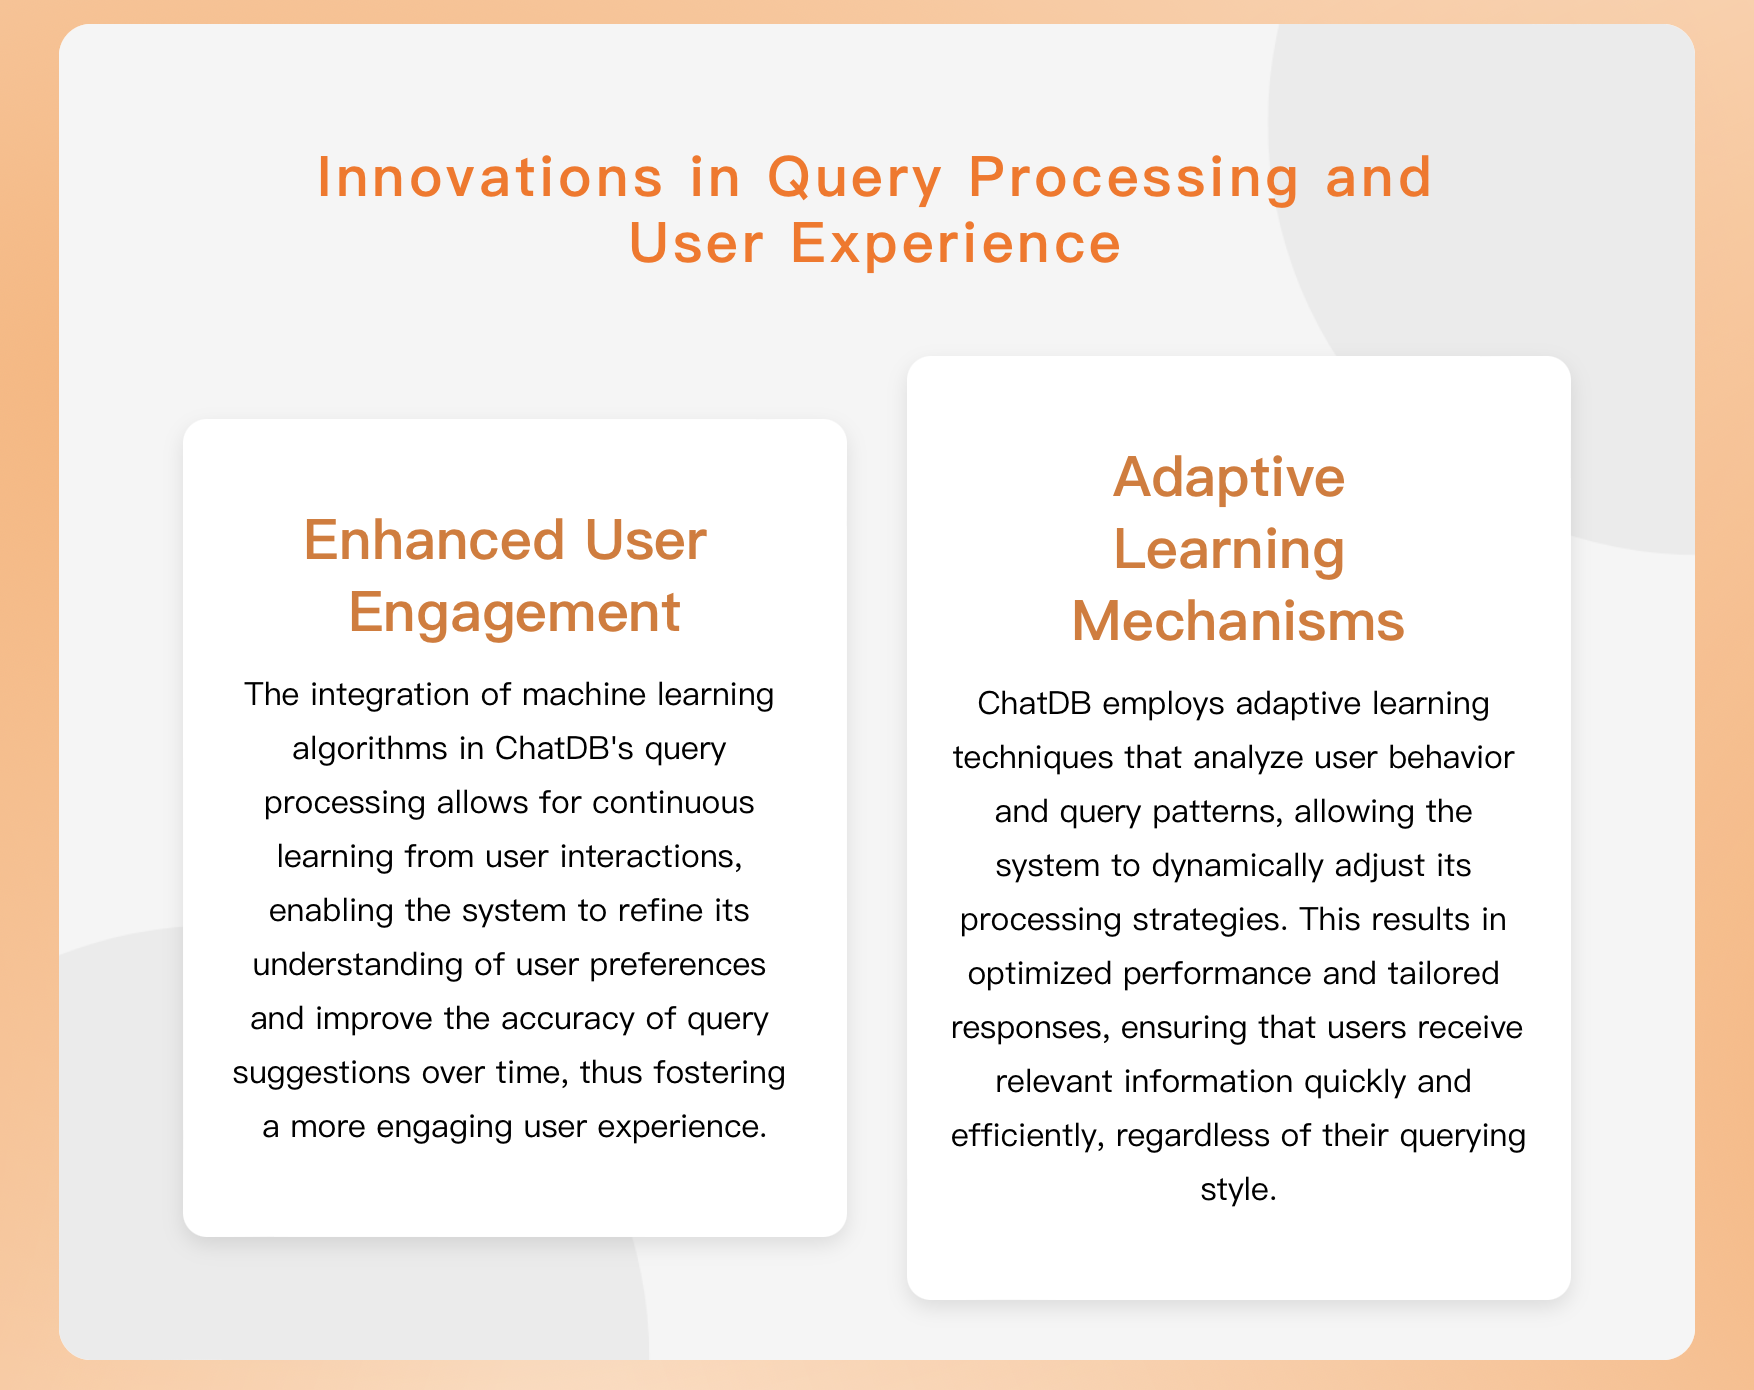 Innovations in Query Processing and
User Experience
Enhanced User
Engagement
The integration of machine learning
algorithms in ChatDB's query
processing allows for continuous
learning from user interactions,
enabling the system to refine its
understanding of user preferences
and improve the accuracy of query
suggestions over time, thus fostering
a more engaging user experience.
Adaptive
Learning
Mechanisms
ChatDB employs adaptive learning
techniques that analyze user behavior
and query patterns, allowing the
system to dynamically adjust its
processing strategies. This results in
optimized performance and tailored
responses, ensuring that users receive
relevant information quickly and
efficiently, regardless of their querying
style.